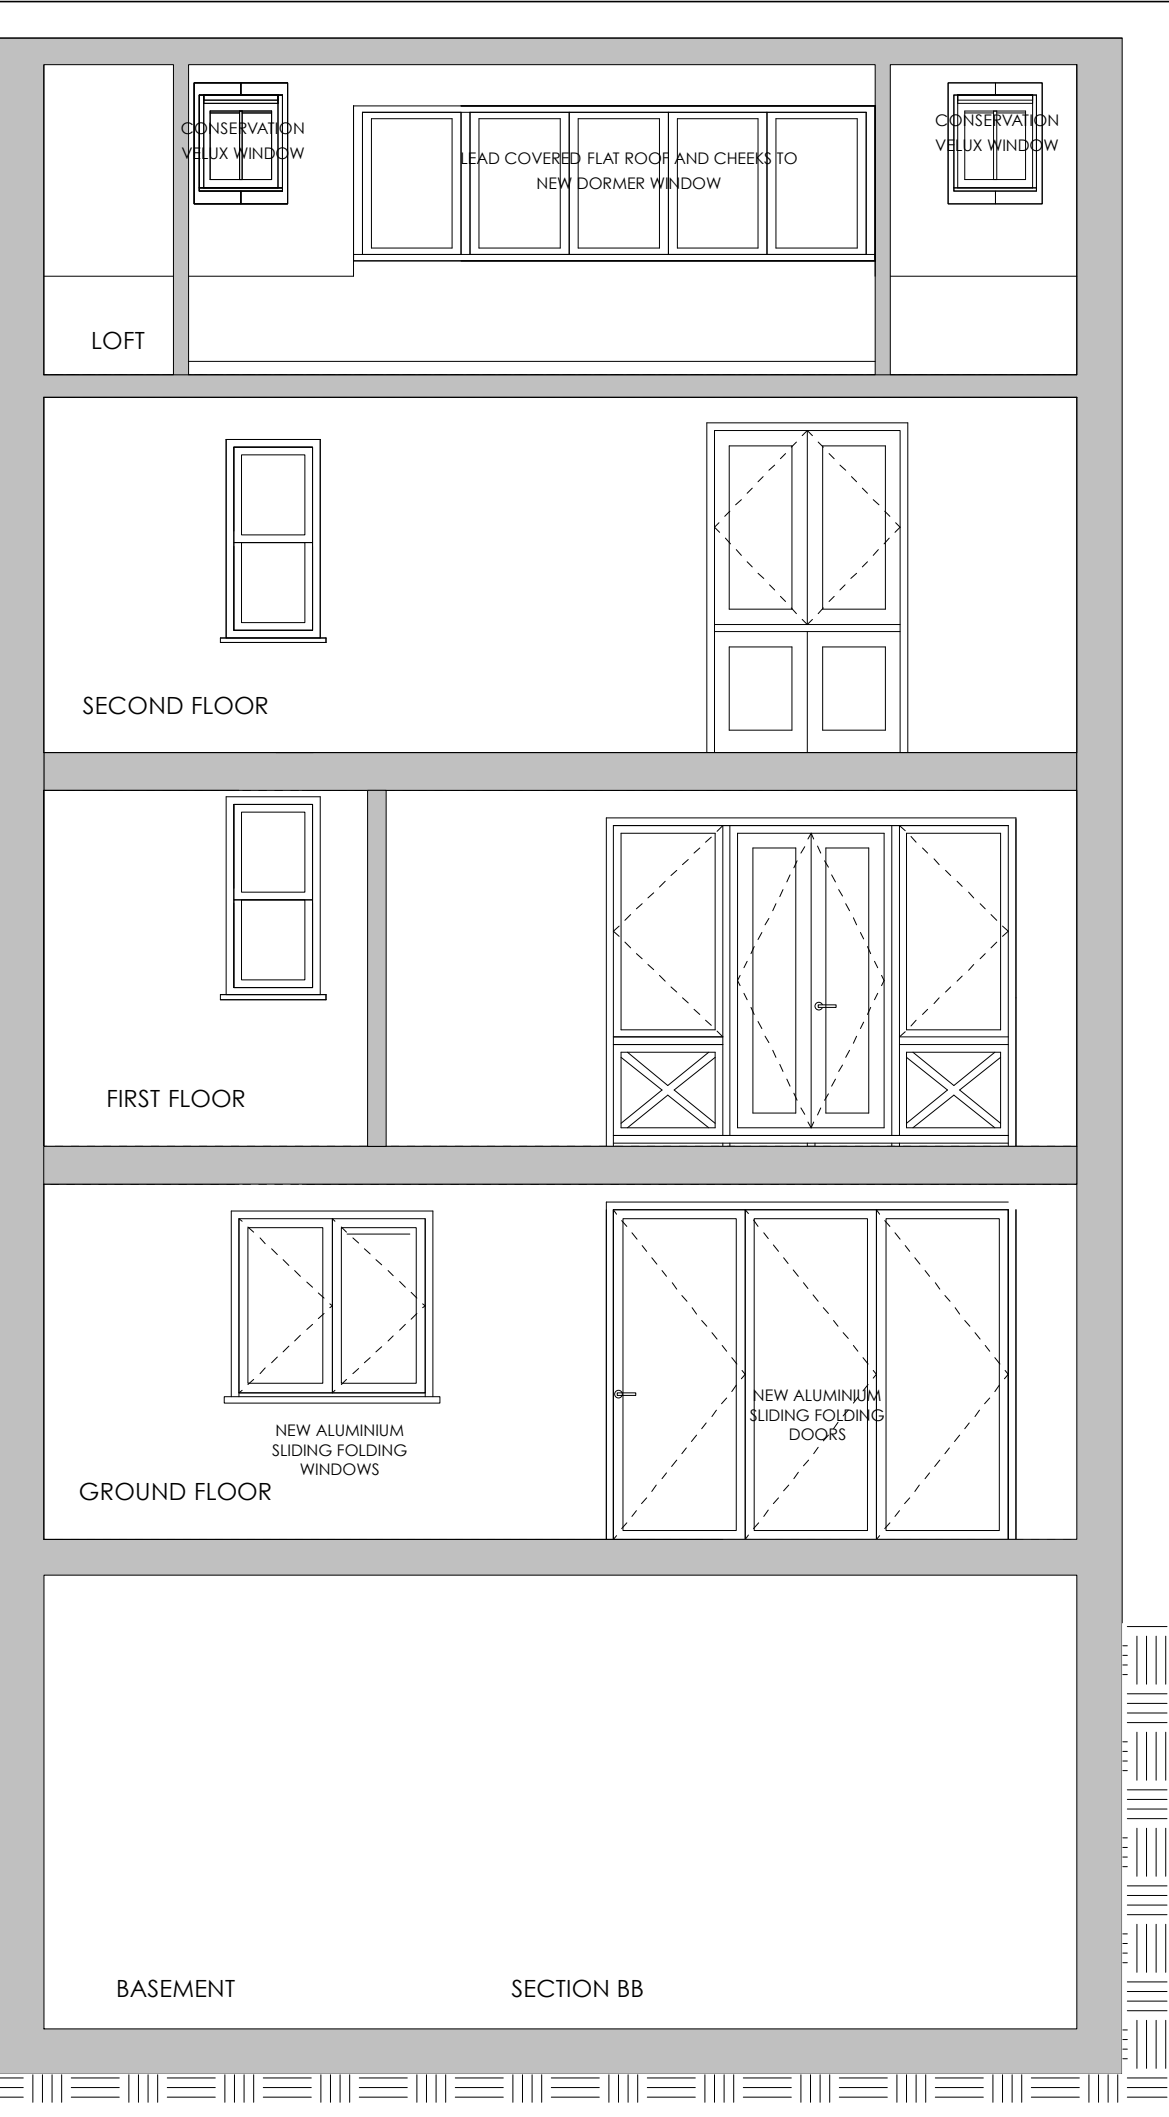 CONSERVATION
VELUX WINDOW
LEAD COVERED FLAT ROOF AND CHEEKS TO
NEW DORMER WINDOW
CONSERVATION
VELUX WINDOW
LOFT
SECOND FLOOR
FIRST FLOOR
NEW ALUMINIUM
SLIDING FOLDING
WINDOWS
NEW ALUMINIUM
SLIDING FOLDING
DOORS
GROUND FLOOR
BASEMENT
SECTION BB